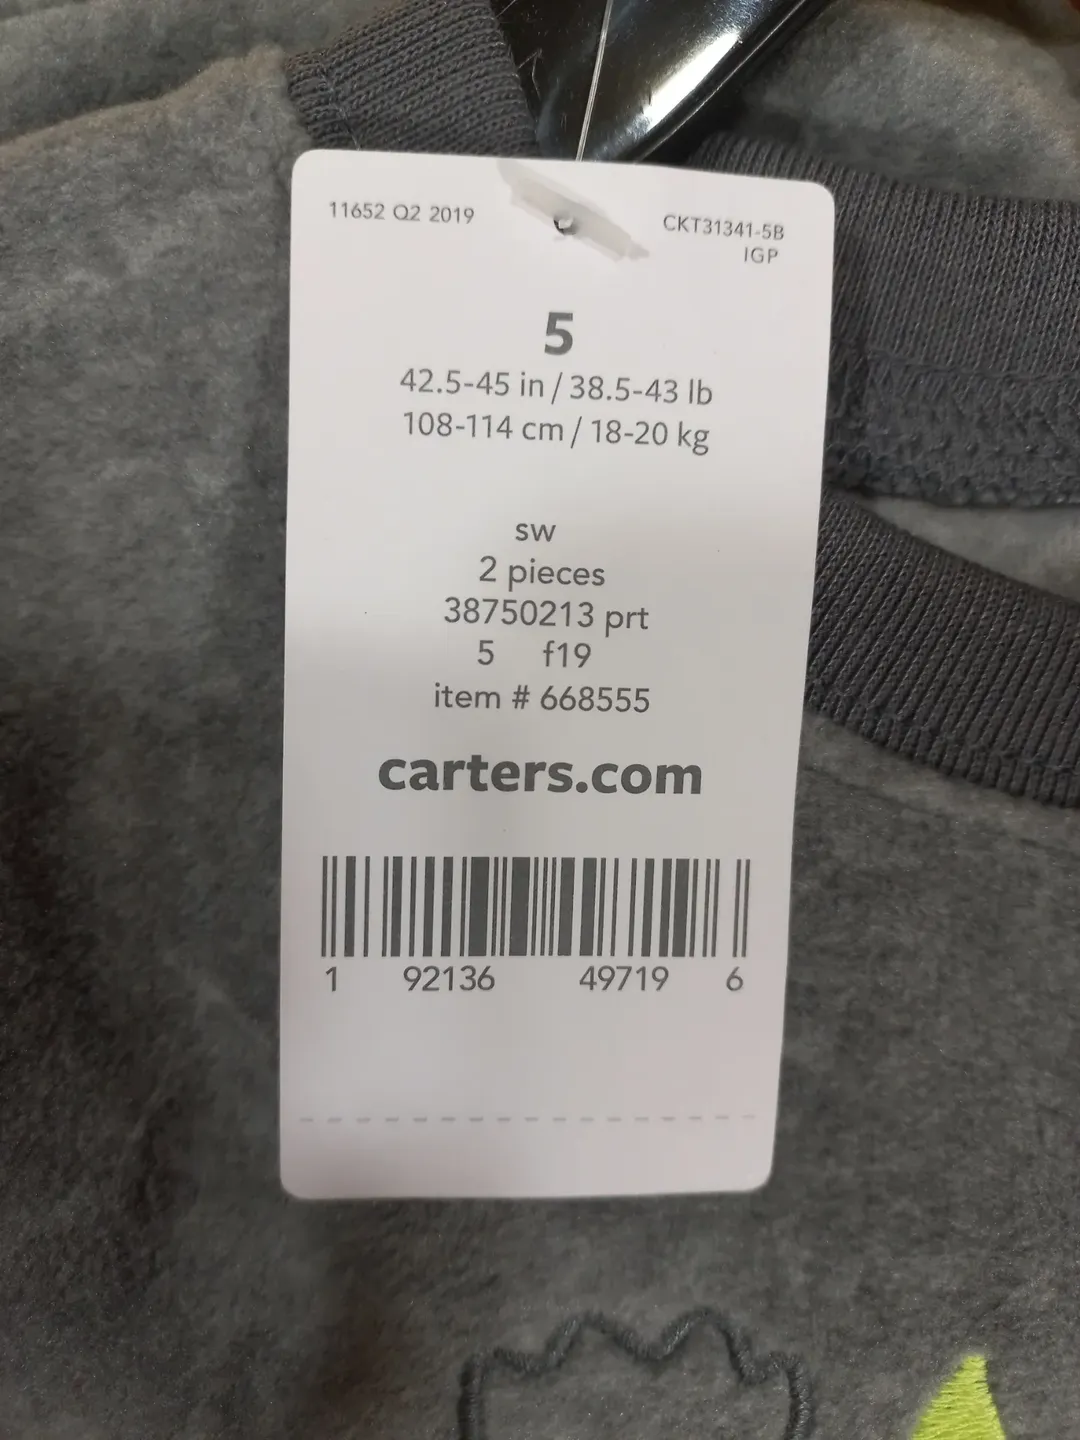 11652 Q2 2019
CKT31341-5B
IGP
5
42.5-45 in / 38.5-43 lb
108-114 cm / 18-20 kg
sw
2 pieces
38750213 prt
5 f19
item # 668555
carters.com
1 92136 49719 6